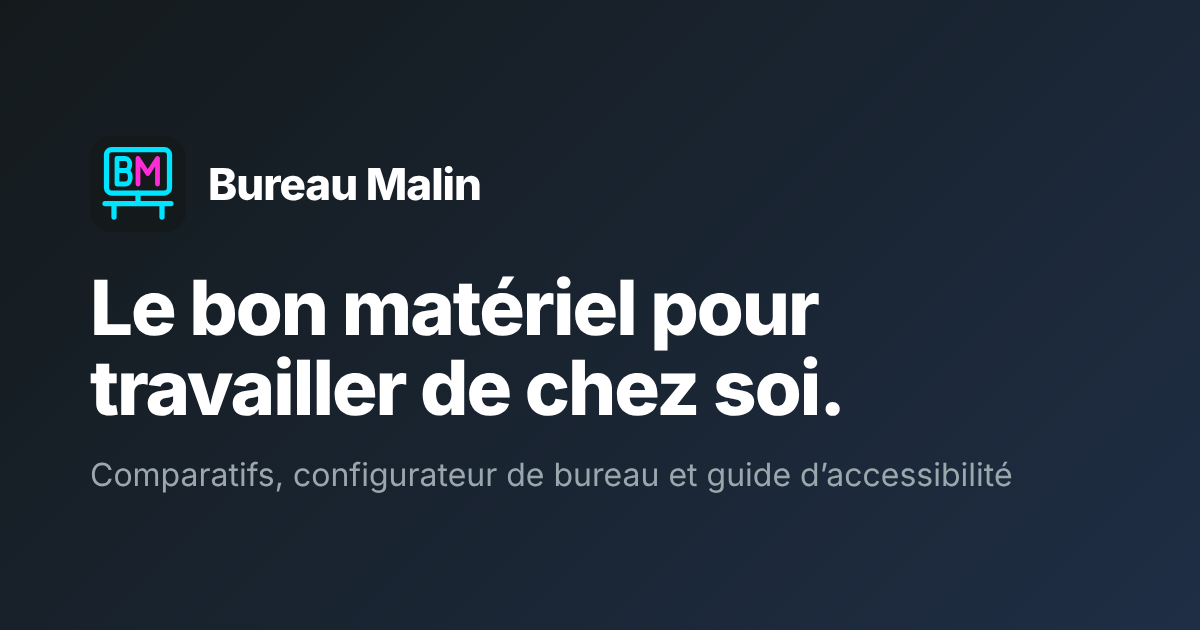 BM
Bureau Malin
Le bon matériel pour
travailler de chez soi.
Comparatifs, configurateur de bureau et guide d’accessibilité